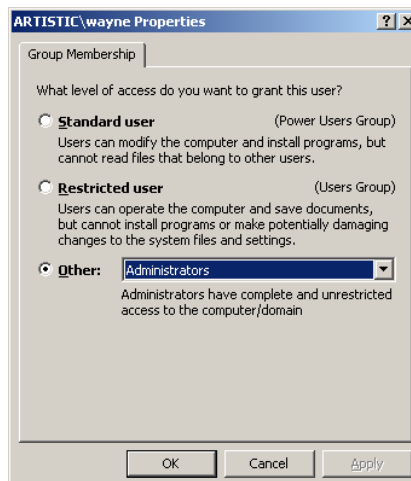 ARTISTIC\wayne Properties
Group Membership
What level of access do you want to grant this user?
Standard user (Power Users Group)
Users can modify the computer and install programs, but
cannot read files that belong to other users.
Restricted user (Users Group)
Users can operate the computer and save documents,
but cannot install programs or make potentially damaging
changes to the system files and settings.
Other: Administrators
Administrators have complete and unrestricted
access to the computer/domain
OK Cancel Apply